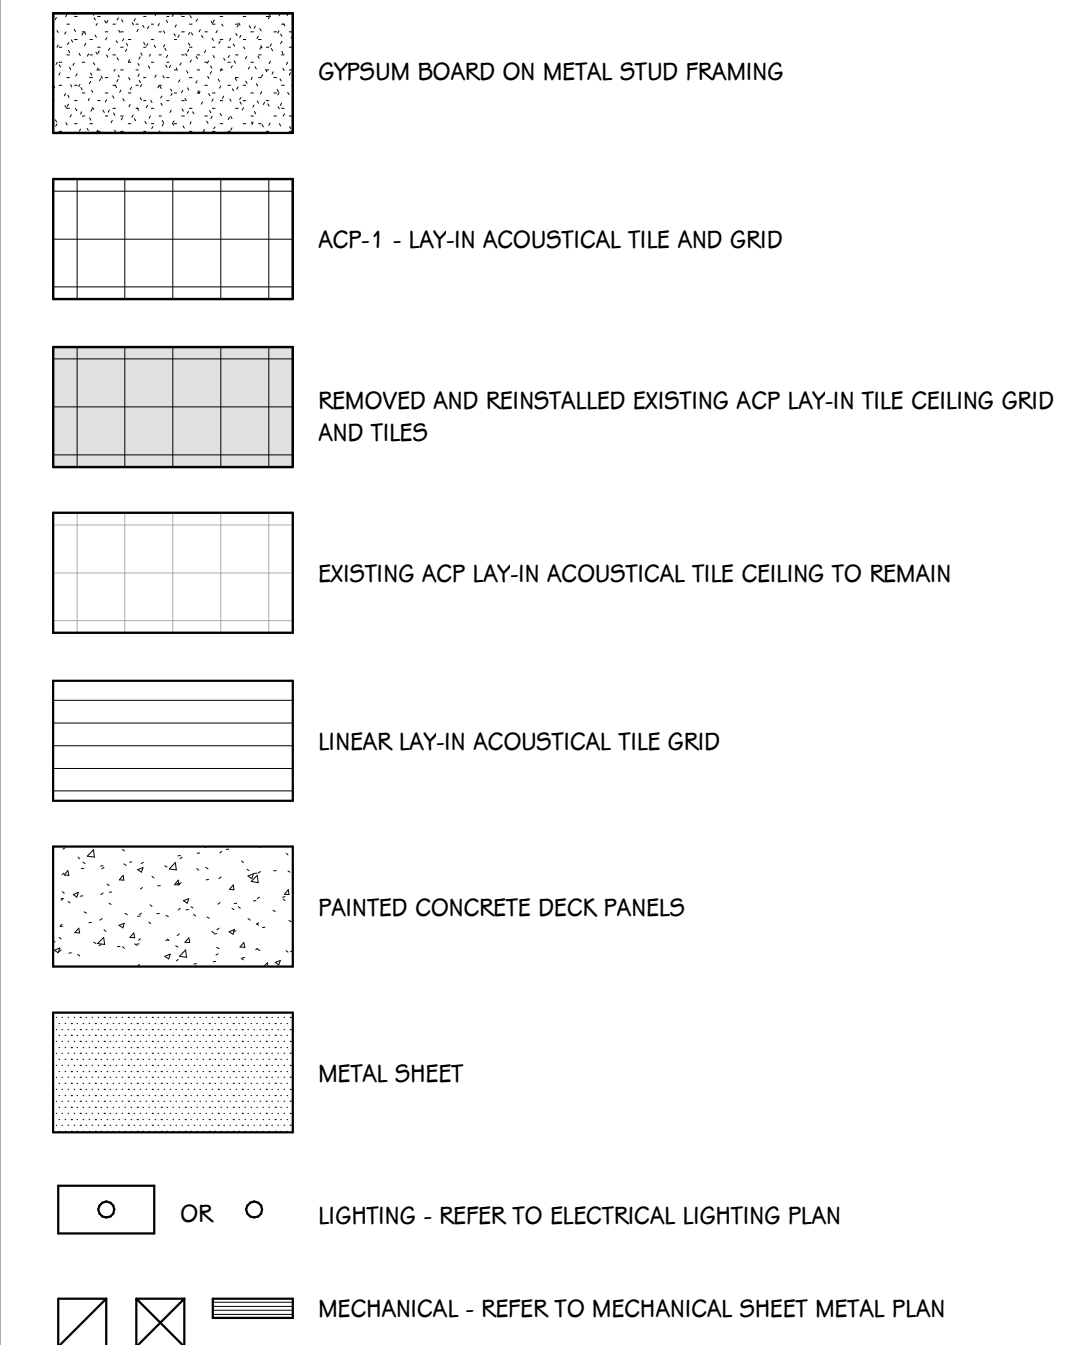 GYPSUM BOARD ON METAL STUD FRAMING
ACP-1 - LAY-IN ACOUSTICAL TILE AND GRID
REMOVED AND REINSTALLED EXISTING ACP LAY-IN TILE CEILING GRID
AND TILES
EXISTING ACP LAY-IN ACOUSTICAL TILE CEILING TO REMAIN
LINEAR LAY-IN ACOUSTICAL TILE GRID
PAINTED CONCRETE DECK PANELS
METAL SHEET
OR LIGHTING - REFER TO ELECTRICAL LIGHTING PLAN
MECHANICAL - REFER TO MECHANICAL SHEET METAL PLAN